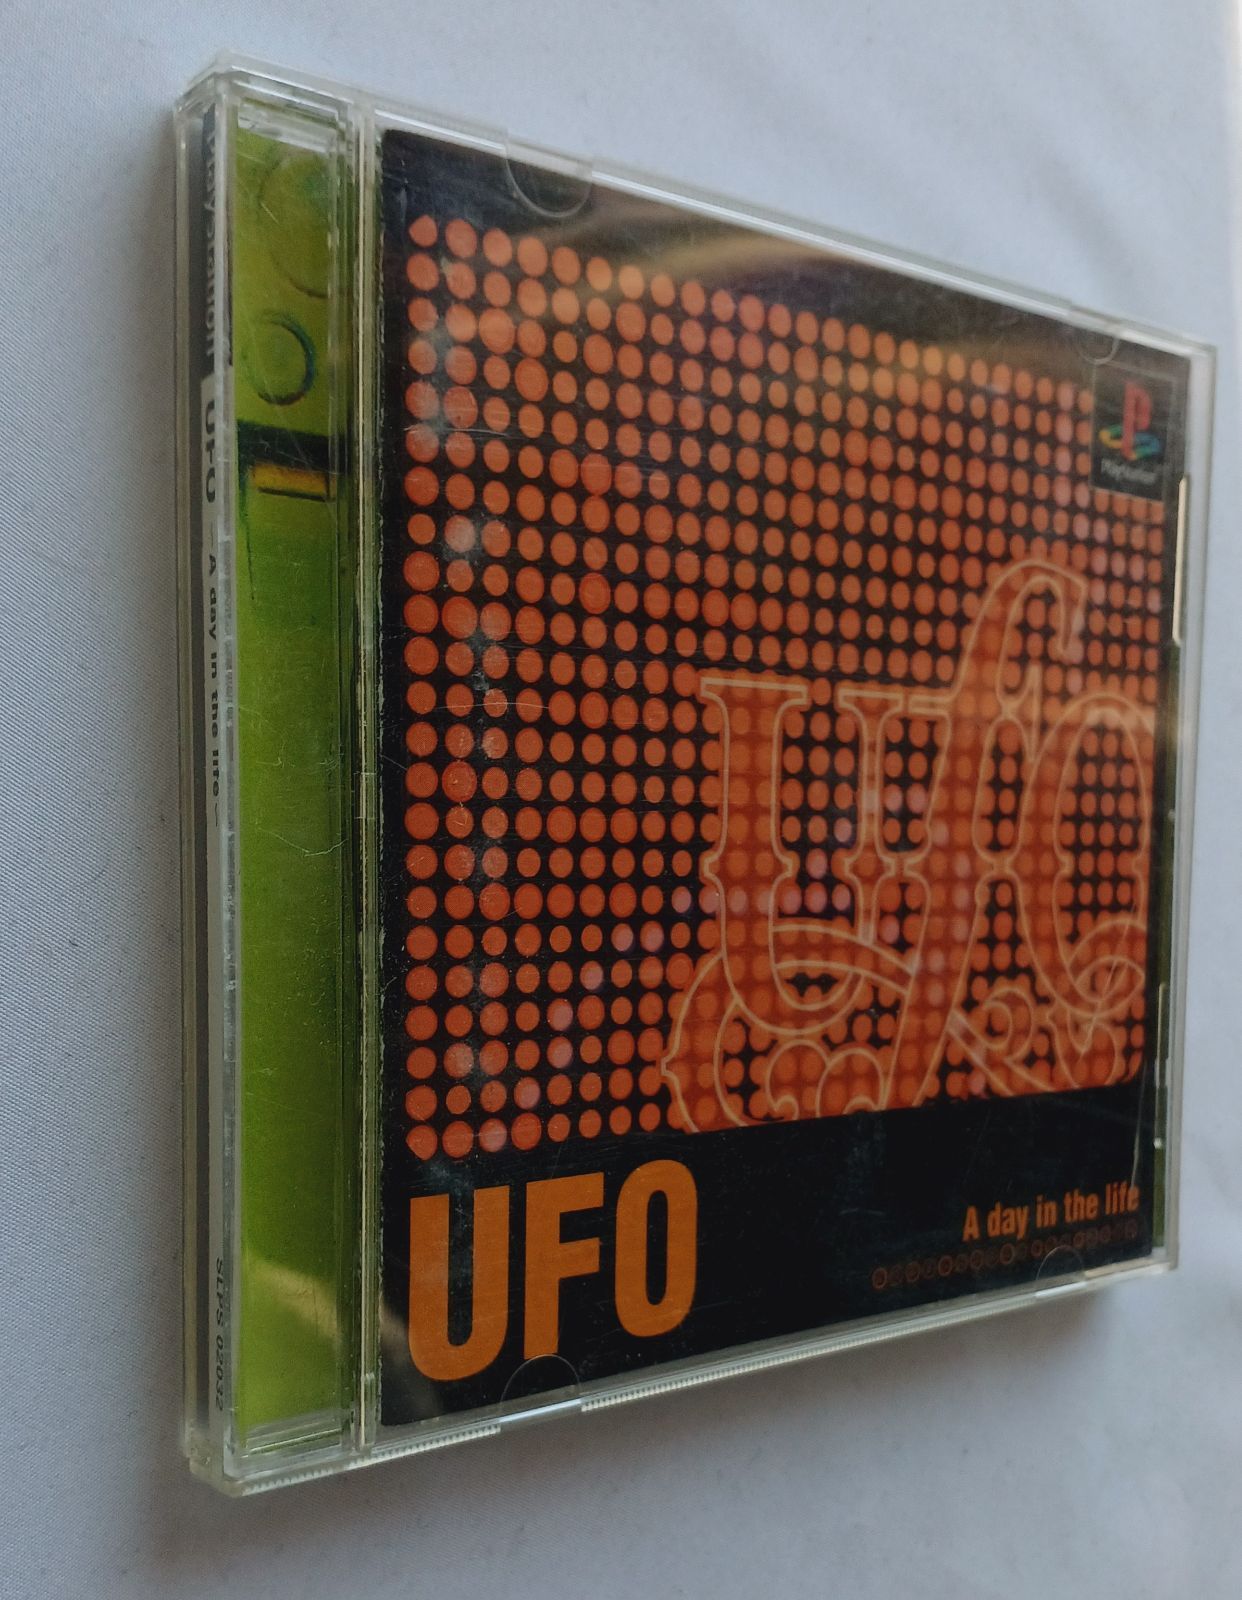 PlayStation UFO - A day in the life -
SLPS 02032
PlayStation
ufo
UFO
A day in the life